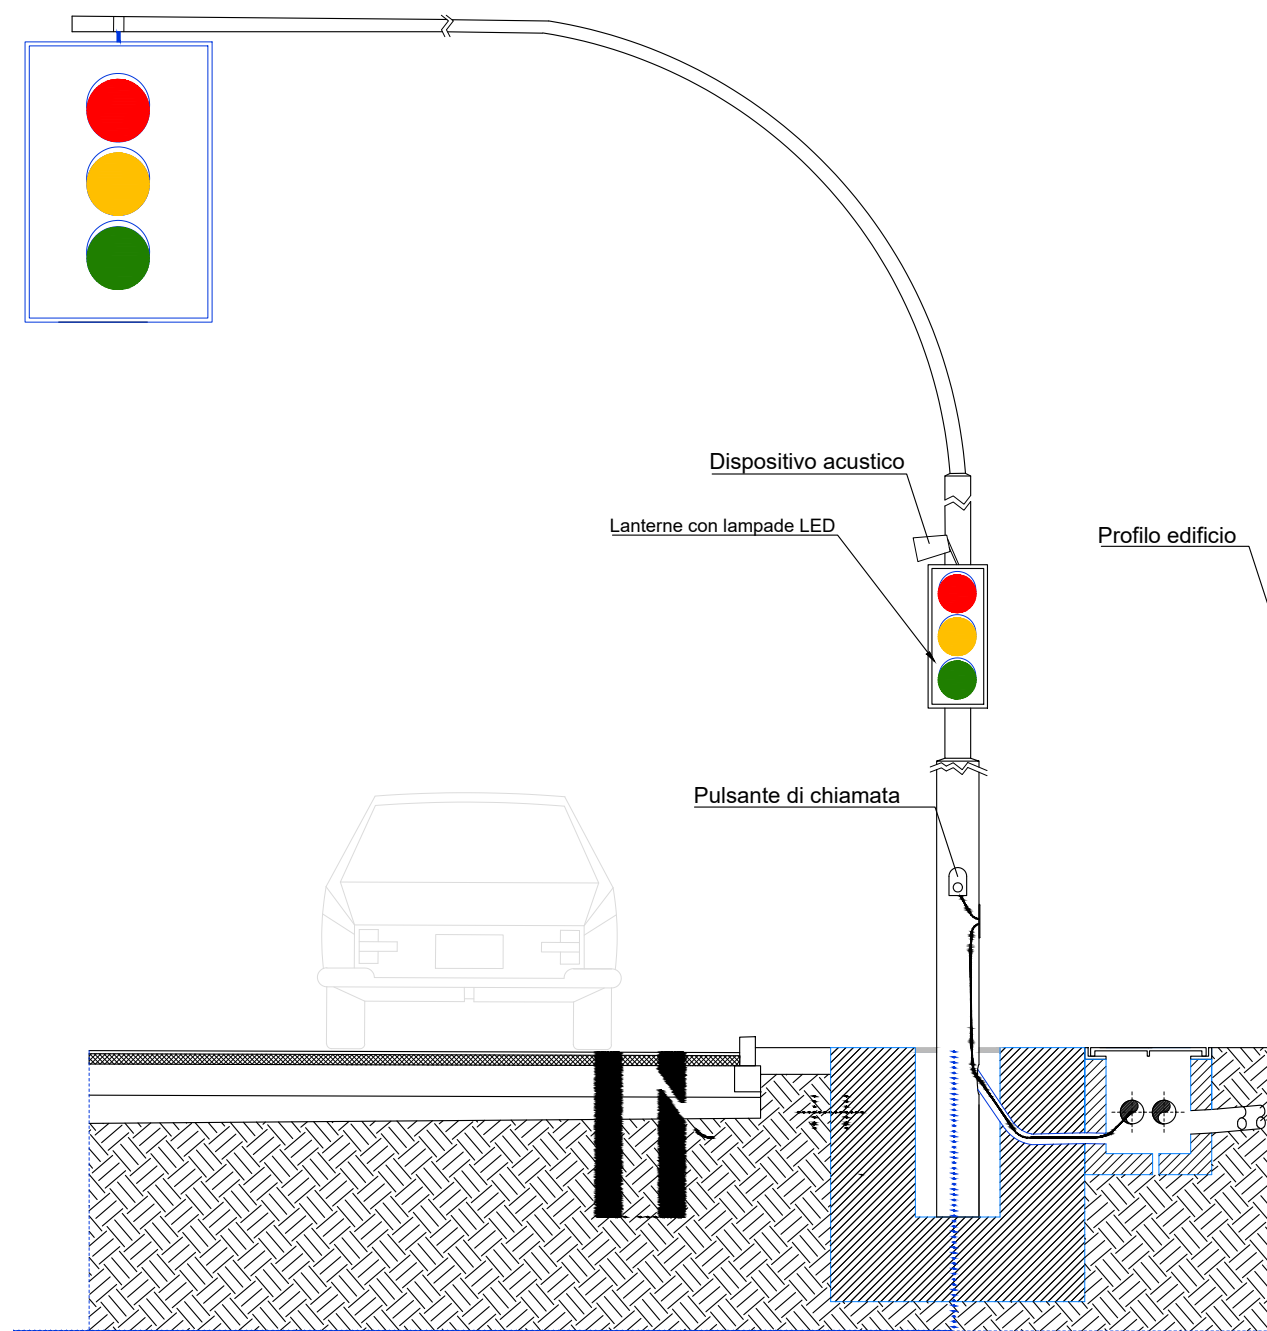 Dispositivo acustico
Lanterne con lampade LED
Profilo edificio
Pulsante di chiamata